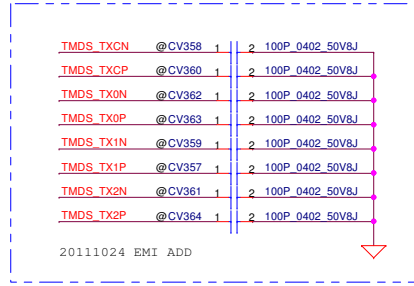 TMDS_TXCN @CV358 1 2 100P_0402_50V8J
TMDS_TXCP @CV360 1 2 100P_0402_50V8J
TMDS_TX0N @CV362 1 2 100P_0402_50V8J
TMDS_TX0P @CV363 1 2 100P_0402_50V8J
TMDS_TX1N @CV359 1 2 100P_0402_50V8J
TMDS_TX1P @CV357 1 2 100P_0402_50V8J
TMDS_TX2N @CV361 1 2 100P_0402_50V8J
TMDS_TX2P @CV364 1 2 100P_0402_50V8J
20111024 EMI ADD